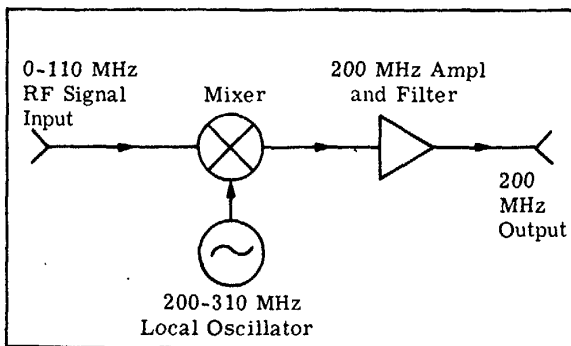 0-110 MHz
RF Signal
Input
Mixer
200 MHz Ampl
and Filter
200
MHz
Output
200-310 MHz
Local Oscillator